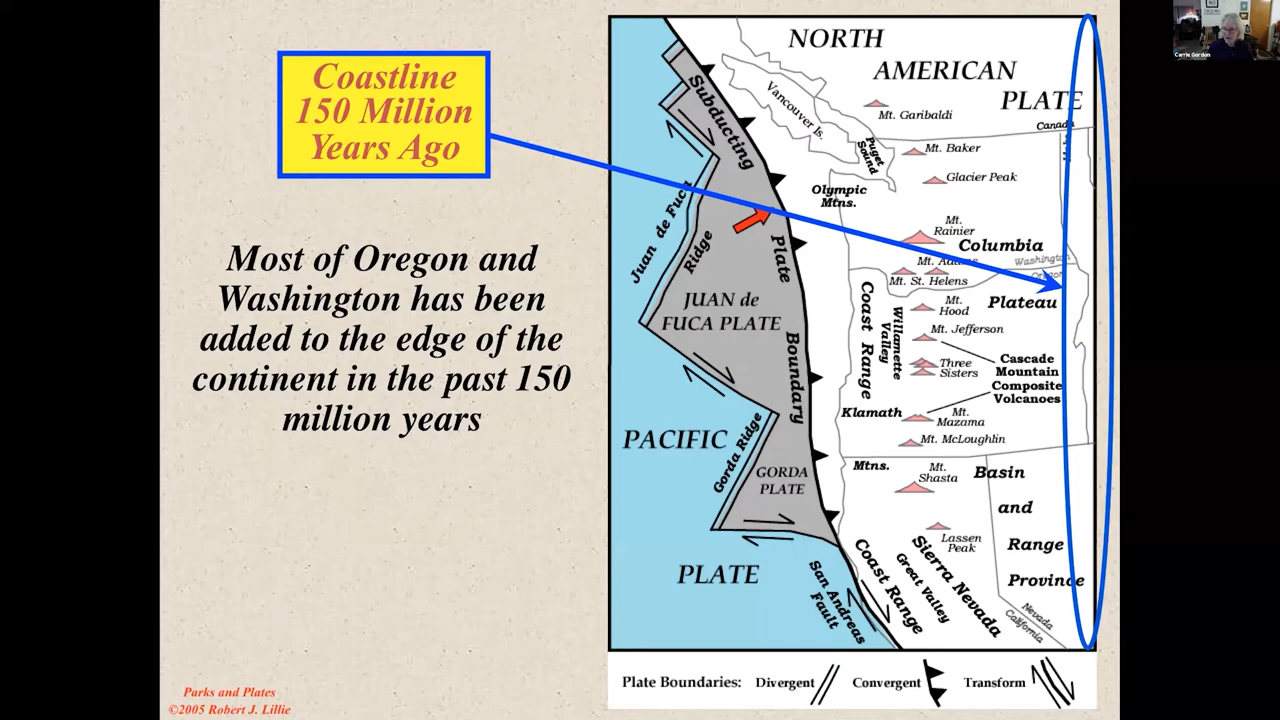 Coastline
150 Million
Years Ago
Most of Oregon and
Washington has been
added to the edge of the
continent in the past 150
million years
Parks and Plates
©2005 Robert J. Lillie
Carrie Gordon
NORTH
AMERICAN
PLATE
Subducting
Plate
Boundary
Vancouver Is.
Mt. Garibaldi
Canada
Puget
Sound
Mt. Baker
Glacier Peak
Olympic
Mtns.
Juan de Fuca
Ridge
Mt.
Rainier
Columbia
Plateau
Washington
Oregon
Mt. Adams
Mt. St. Helens
JUAN de
FUCA PLATE
Coast Range
Willamette
Valley
Mt.
Hood
Mt. Jefferson
Three
Sisters
Cascade
Mountain
Composite
Volcanoes
Klamath
Mtns.
Mt.
Mazama
Mt. McLoughlin
PACIFIC
PLATE
Gorda Ridge
GORDA
PLATE
Mt.
Shasta
Basin
and
Range
Province
Lassen
Peak
San Andreas
Fault
Coast Range
Great Valley
Sierra Nevada
Nevada
California
Plate Boundaries: Divergent Convergent Transform